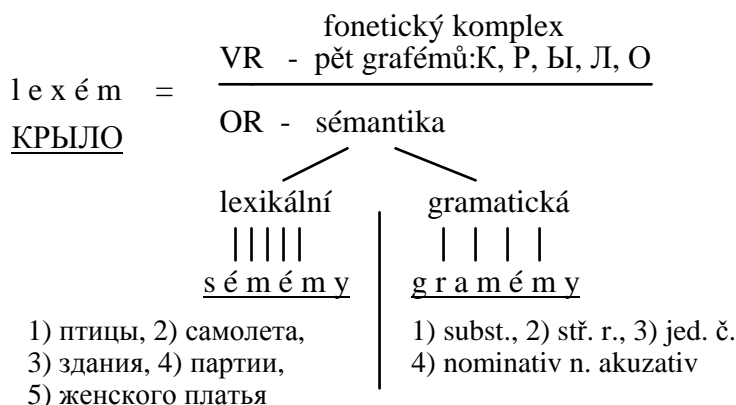 fonetický komplex
VR - pět grafémů:К, Р, Ы, Л, О
l e x é m =
КРЫЛО
OR - sémantika
lexikální
s é m é m y
1) птицы, 2) самолета,
3) здания, 4) партии,
5) женского платья
gramatická
g r a m é m y
1) subst., 2) stř. r., 3) jed. č.
4) nominativ n. akuzativ